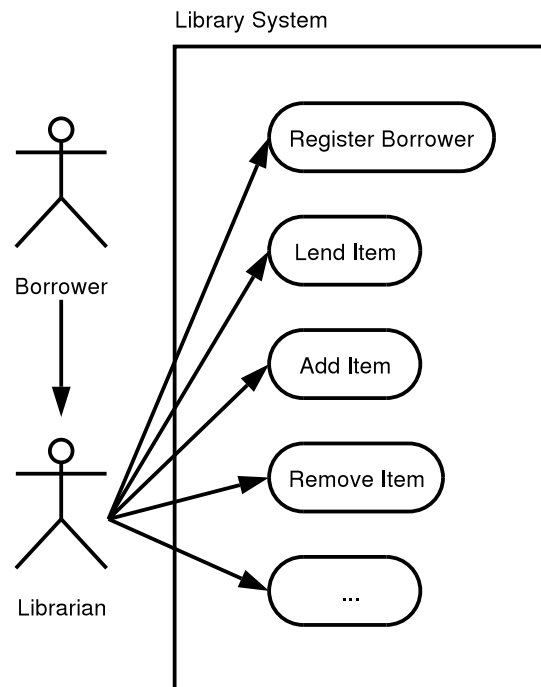 Library System
Register Borrower
Lend Item
Borrower
Add Item
Remove Item
Librarian
...